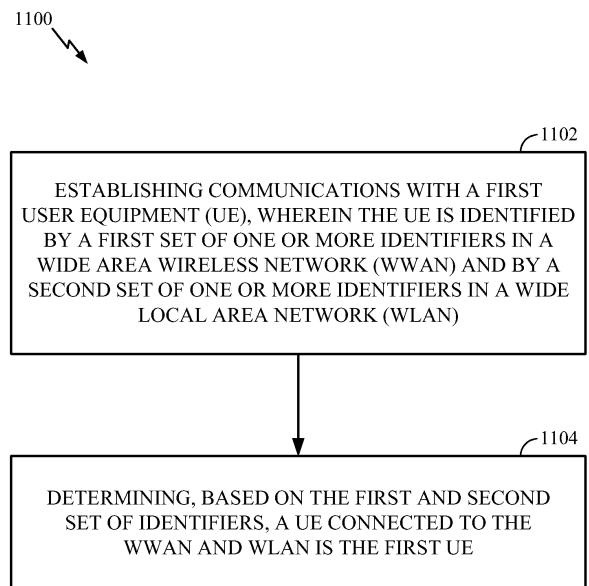 1100
1102
ESTABLISHING COMMUNICATIONS WITH A FIRST
USER EQUIPMENT (UE), WHEREIN THE UE IS IDENTIFIED
BY A FIRST SET OF ONE OR MORE IDENTIFIERS IN A
WIDE AREA WIRELESS NETWORK (WWAN) AND BY A
SECOND SET OF ONE OR MORE IDENTIFIERS IN A WIDE
LOCAL AREA NETWORK (WLAN)
1104
DETERMINING, BASED ON THE FIRST AND SECOND
SET OF IDENTIFIERS, A UE CONNECTED TO THE
WWAN AND WLAN IS THE FIRST UE